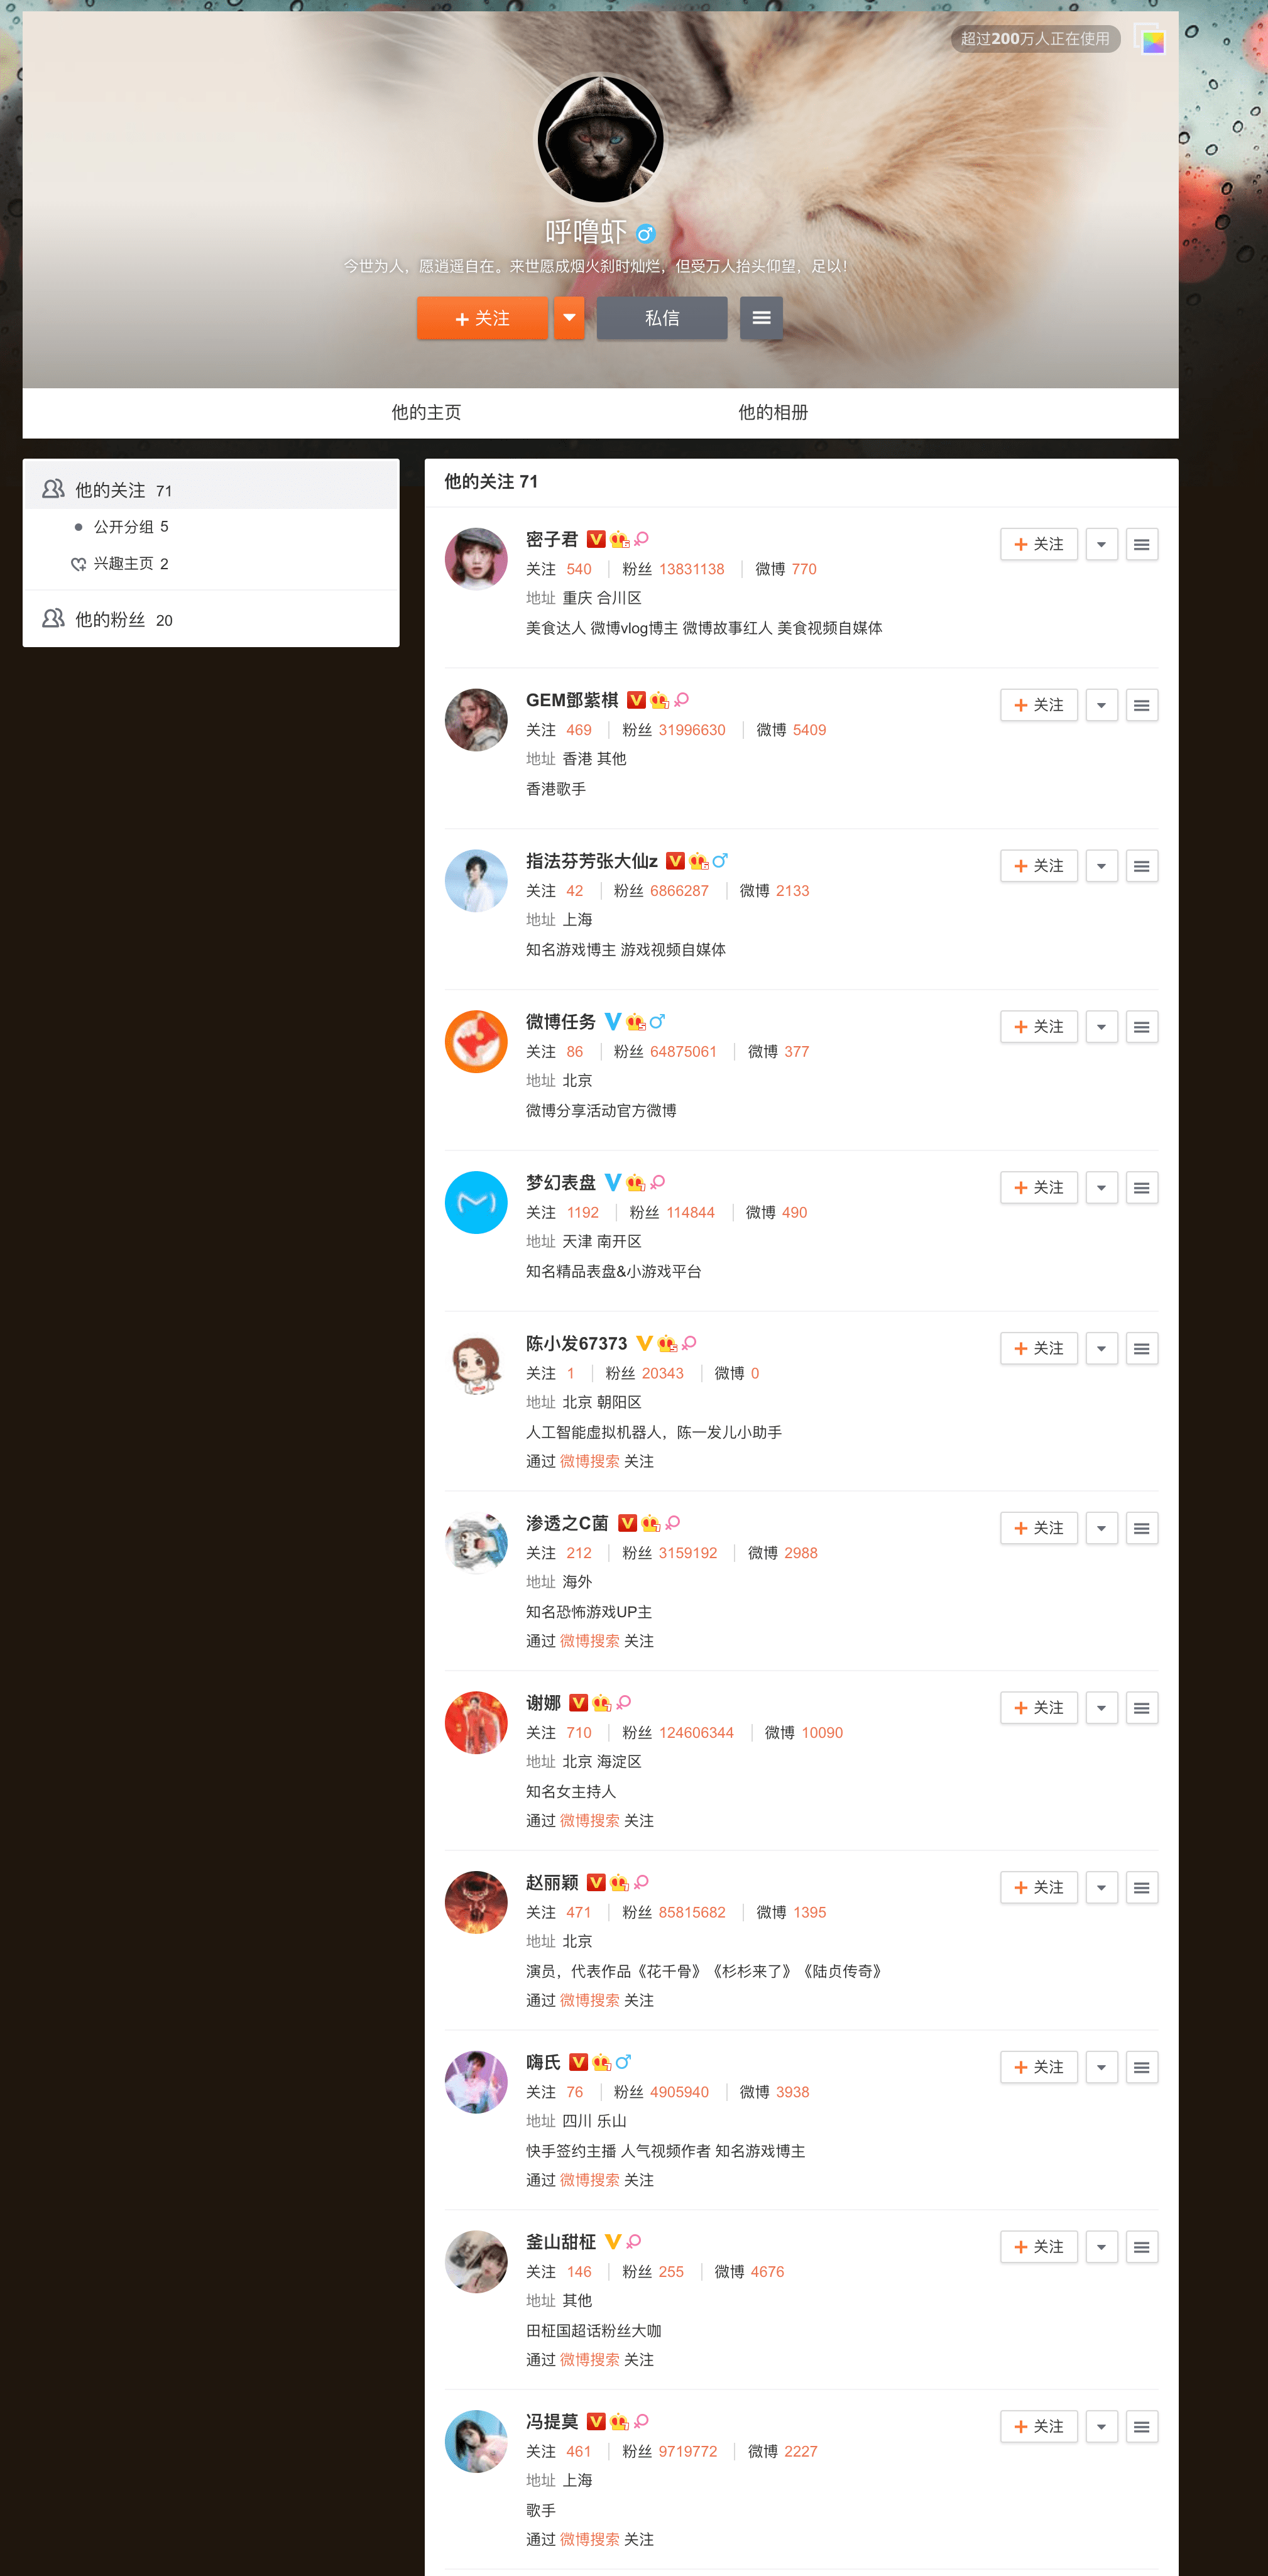 超过200万人正在使用
呼噜虾
今世为人，愿逍遥自在。来世愿成烟火刹时灿烂，但受万人抬头仰望，足以！
+ 关注
私信
他的主页 他的相册
他的关注 71
公开分组 5
兴趣主页 2
他的粉丝 20
他的关注 71
密子君
+ 关注
关注 540 粉丝 13831138 微博 770
地址 重庆 合川区
美食达人 微博vlog博主 微博故事红人 美食视频自媒体
GEM鄧紫棋
+ 关注
关注 469 粉丝 31996630 微博 5409
地址 香港 其他
香港歌手
指法芬芳张大仙z
+ 关注
关注 42 粉丝 6866287 微博 2133
地址 上海
知名游戏博主 游戏视频自媒体
微博任务
+ 关注
关注 86 粉丝 64875061 微博 377
地址 北京
微博分享活动官方微博
梦幻表盘
+ 关注
关注 1192 粉丝 114844 微博 490
地址 天津 南开区
知名精品表盘&小游戏平台
陈小发67373
+ 关注
关注 1 粉丝 20343 微博 0
地址 北京 朝阳区
人工智能虚拟机器人，陈一发儿小助手
通过 微博搜索 关注
渗透之C菌
+ 关注
关注 212 粉丝 3159192 微博 2988
地址 海外
知名恐怖游戏UP主
通过 微博搜索 关注
谢娜
+ 关注
关注 710 粉丝 124606344 微博 10090
地址 北京 海淀区
知名女主持人
通过 微博搜索 关注
赵丽颖
+ 关注
关注 471 粉丝 85815682 微博 1395
地址 北京
演员，代表作品《花千骨》《杉杉来了》《陆贞传奇》
通过 微博搜索 关注
嗨氏
+ 关注
关注 76 粉丝 4905940 微博 3938
地址 四川 乐山
快手签约主播 人气视频作者 知名游戏博主
通过 微博搜索 关注
釜山甜柾
+ 关注
关注 146 粉丝 255 微博 4676
地址 其他
田柾国超话粉丝大咖
通过 微博搜索 关注
冯提莫
+ 关注
关注 461 粉丝 9719772 微博 2227
地址 上海
歌手
通过 微博搜索 关注